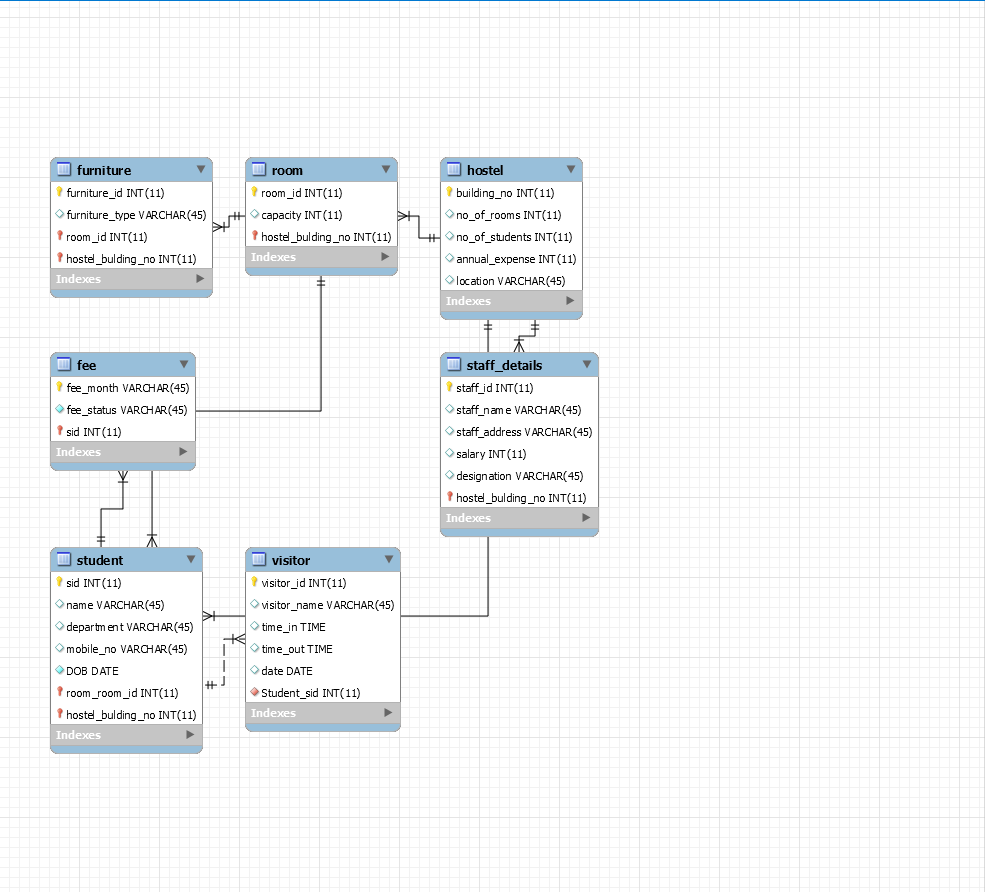 furniture
furniture_id INT(11)
furniture_type VARCHAR(45)
room_id INT(11)
hostel_bulding_no INT(11)
Indexes
room
room_id INT(11)
capacity INT(11)
hostel_bulding_no INT(11)
Indexes
hostel
building_no INT(11)
no_of_rooms INT(11)
no_of_students INT(11)
annual_expense INT(11)
location VARCHAR(45)
Indexes
fee
fee_month VARCHAR(45)
fee_status VARCHAR(45)
sid INT(11)
Indexes
staff_details
staff_id INT(11)
staff_name VARCHAR(45)
staff_address VARCHAR(45)
salary INT(11)
designation VARCHAR(45)
hostel_bulding_no INT(11)
Indexes
student
sid INT(11)
name VARCHAR(45)
department VARCHAR(45)
mobile_no VARCHAR(45)
DOB DATE
room_room_id INT(11)
hostel_bulding_no INT(11)
Indexes
visitor
visitor_id INT(11)
visitor_name VARCHAR(45)
time_in TIME
time_out TIME
date DATE
Student_sid INT(11)
Indexes